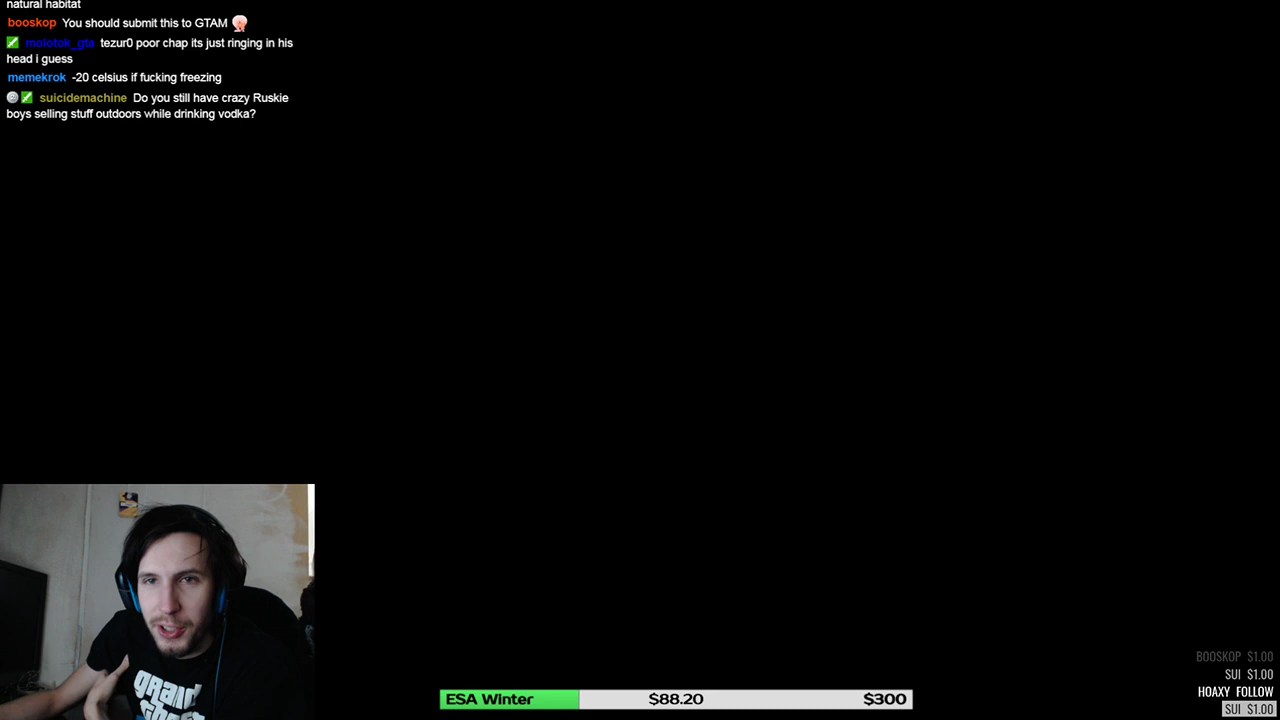 natural habitat
booskop You should submit this to GTAM
molotok_gta tezur0 poor chap its just ringing in his
head i guess
memekrok -20 celsius if fucking freezing
suicidemachine Do you still have crazy Ruskie
boys selling stuff outdoors while drinking vodka?
grand
BOOSKOP $1.00
SUI $1.00
HOAXY FOLLOW
SUI $1.00
ESA Winter $88.20 $300